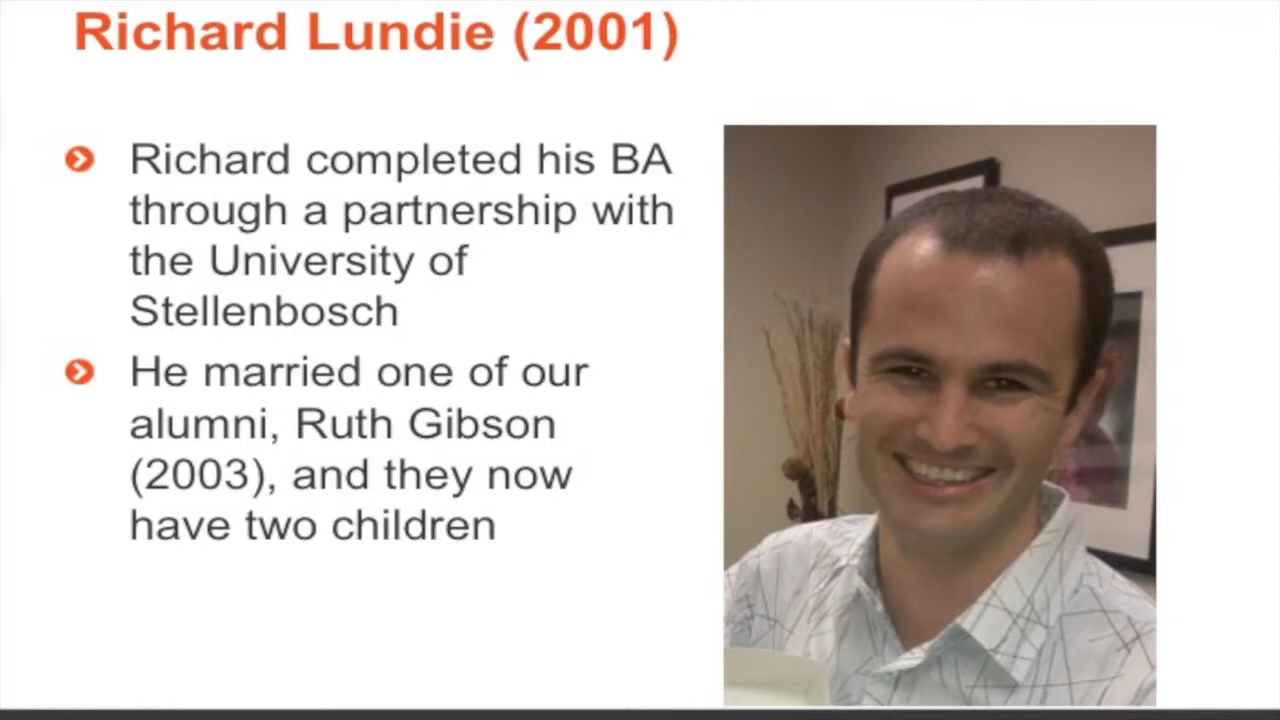 Richard Lundie (2001)
Richard completed his BA
through a partnership with
the University of
Stellenbosch
He married one of our
alumni, Ruth Gibson
(2003), and they now
have two children